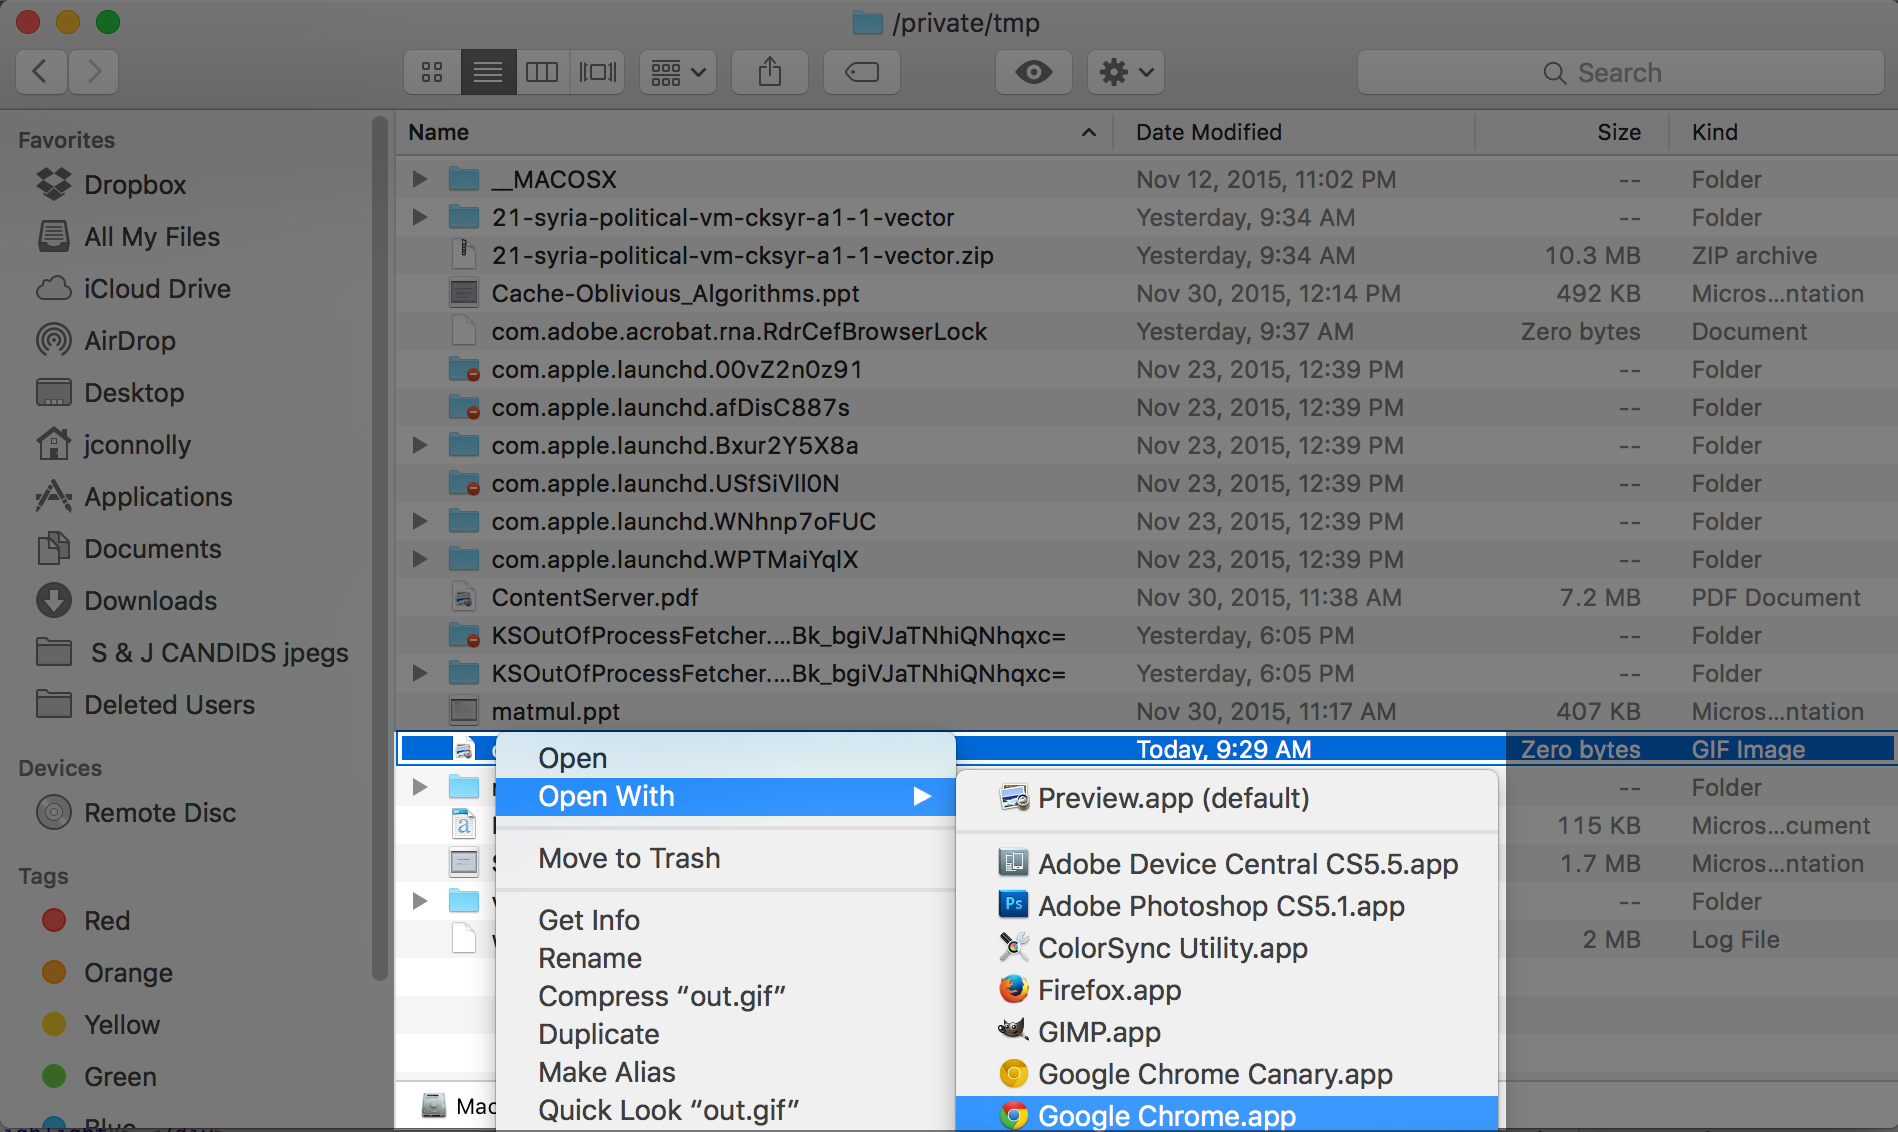 /private/tmp
Search
Favorites
Dropbox
All My Files
iCloud Drive
AirDrop
Desktop
jconnolly
Applications
Documents
Downloads
S & J CANDIDS jpegs
Deleted Users
Devices
Remote Disc
Tags
Red
Orange
Yellow
Green
Blue
Name Date Modified Size Kind
__MACOSX Nov 12, 2015, 11:02 PM -- Folder
21-syria-political-vm-cksyr-a1-1-vector Yesterday, 9:34 AM -- Folder
21-syria-political-vm-cksyr-a1-1-vector.zip Yesterday, 9:34 AM 10.3 MB ZIP archive
Cache-Oblivious_Algorithms.ppt Nov 30, 2015, 12:14 PM 492 KB Micros...ntation
com.adobe.acrobat.rna.RdrCefBrowserLock Yesterday, 9:37 AM Zero bytes Document
com.apple.launchd.00vZ2n0z91 Nov 23, 2015, 12:39 PM -- Folder
com.apple.launchd.afDisC887s Nov 23, 2015, 12:39 PM -- Folder
com.apple.launchd.Bxur2Y5X8a Nov 23, 2015, 12:39 PM -- Folder
com.apple.launchd.USfSiVll0N Nov 23, 2015, 12:39 PM -- Folder
com.apple.launchd.WNhnp7oFUC Nov 23, 2015, 12:39 PM -- Folder
com.apple.launchd.WPTMaiYqlX Nov 23, 2015, 12:39 PM -- Folder
ContentServer.pdf Nov 30, 2015, 11:38 AM 7.2 MB PDF Document
KSOutOfProcessFetcher....Bk_bgiVJaTNhiQNhqxc= Yesterday, 6:05 PM -- Folder
KSOutOfProcessFetcher....Bk_bgiVJaTNhiQNhqxc= Yesterday, 6:05 PM -- Folder
matmul.ppt Nov 30, 2015, 11:17 AM 407 KB Micros...ntation
Today, 9:29 AM Zero bytes GIF Image
-- Folder
115 KB Micros...cument
1.7 MB Micros...ntation
-- Folder
2 MB Log File
Mac
Open
Open With
Move to Trash
Get Info
Rename
Compress “out.gif”
Duplicate
Make Alias
Quick Look “out.gif”
Preview.app (default)
Adobe Device Central CS5.5.app
Ps Adobe Photoshop CS5.1.app
ColorSync Utility.app
Firefox.app
GIMP.app
Google Chrome Canary.app
Google Chrome.app